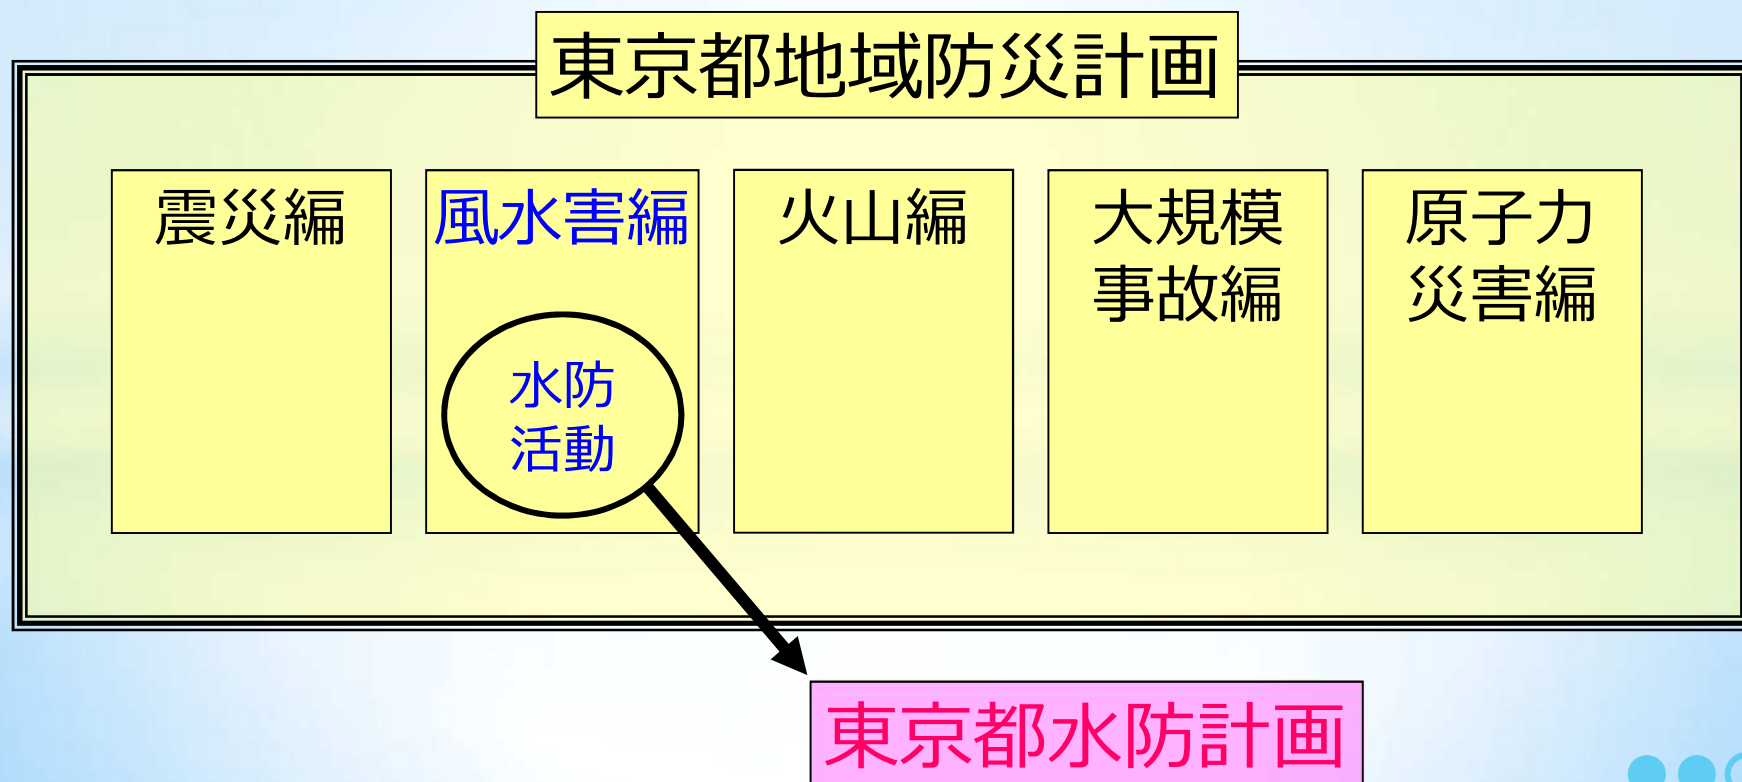 東京都地域防災計画
震災編
風水害編
水防
活動
火山編
大規模
事故編
原子力
災害編
東京都水防計画